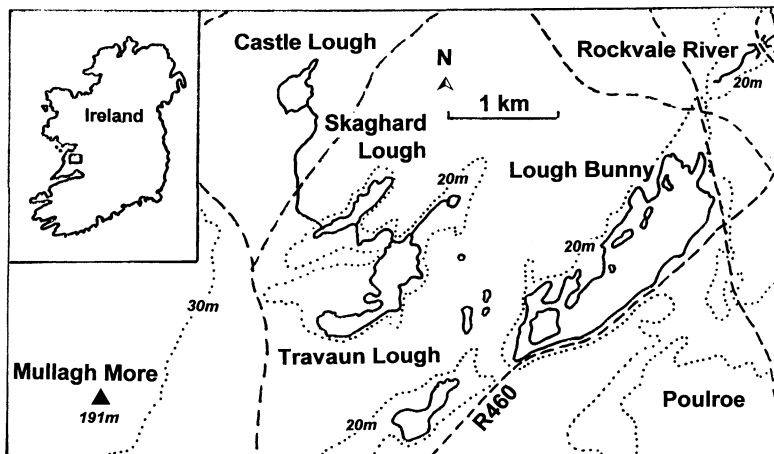 Ireland
Castle Lough
N
1 km
Rockvale River
20m
Skaghard
Lough
20m
Lough Bunny
20m
30m
Travaun Lough
Mullagh More
191m
20m
R460
Poulroe